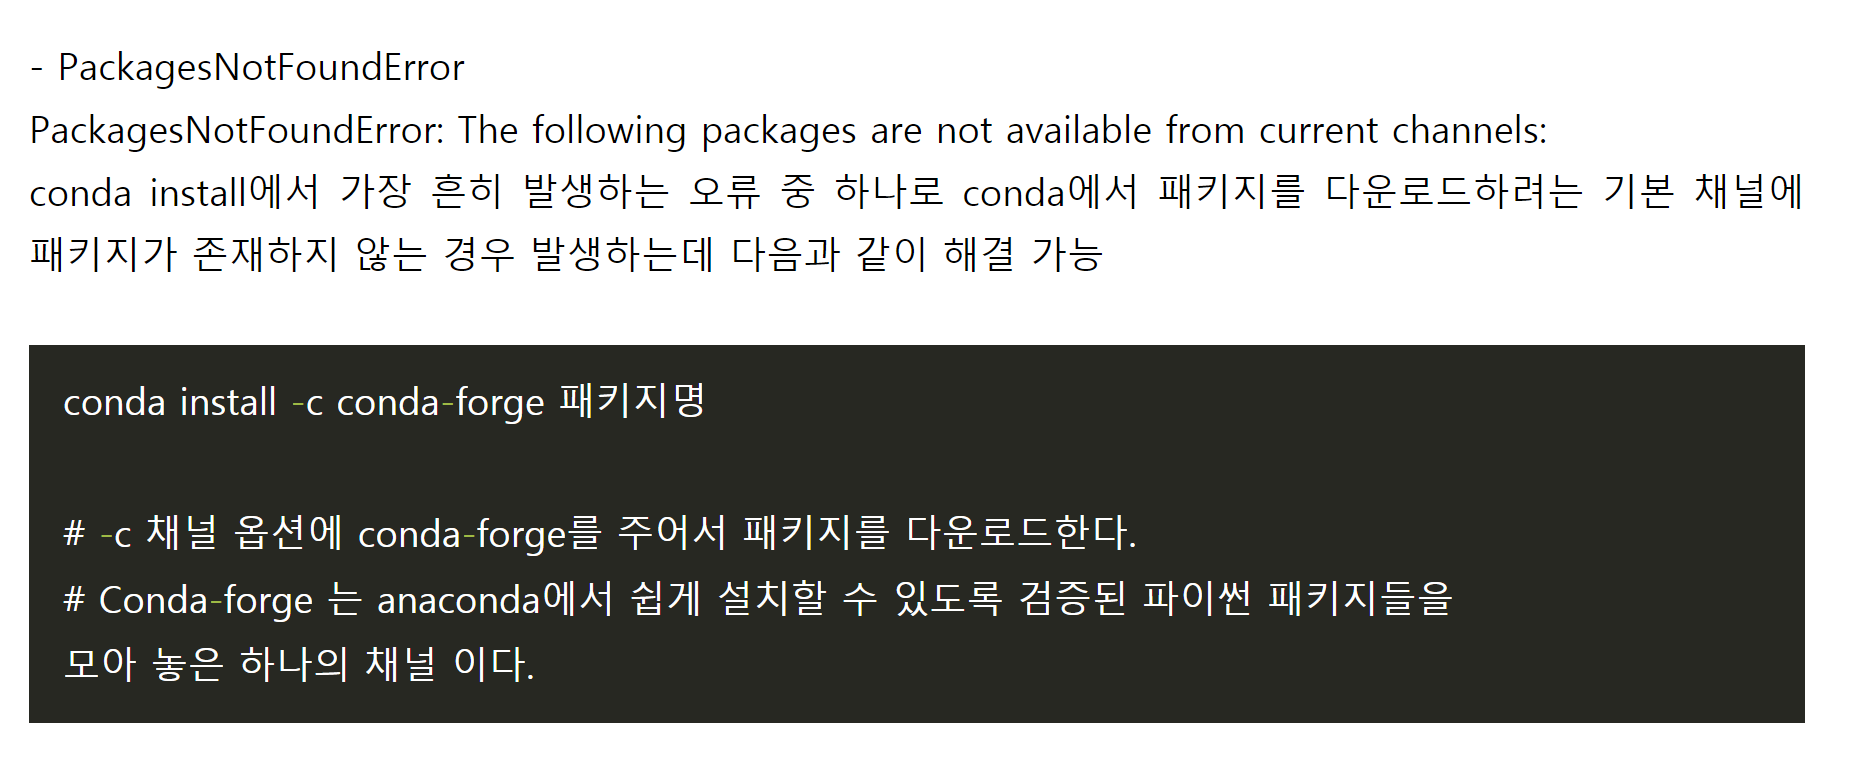 - PackagesNotFoundError
PackagesNotFoundError: The following packages are not available from current channels:
conda install에서 가장 흔히 발생하는 오류 중 하나로 conda에서 패키지를 다운로드하려는 기본 채널에
패키지가 존재하지 않는 경우 발생하는데 다음과 같이 해결 가능
conda install -c conda-forge 패키지명
# -c 채널 옵션에 conda-forge를 주어서 패키지를 다운로드한다.
# Conda-forge 는 anaconda에서 쉽게 설치할 수 있도록 검증된 파이썬 패키지들을
모아 놓은 하나의 채널 이다.